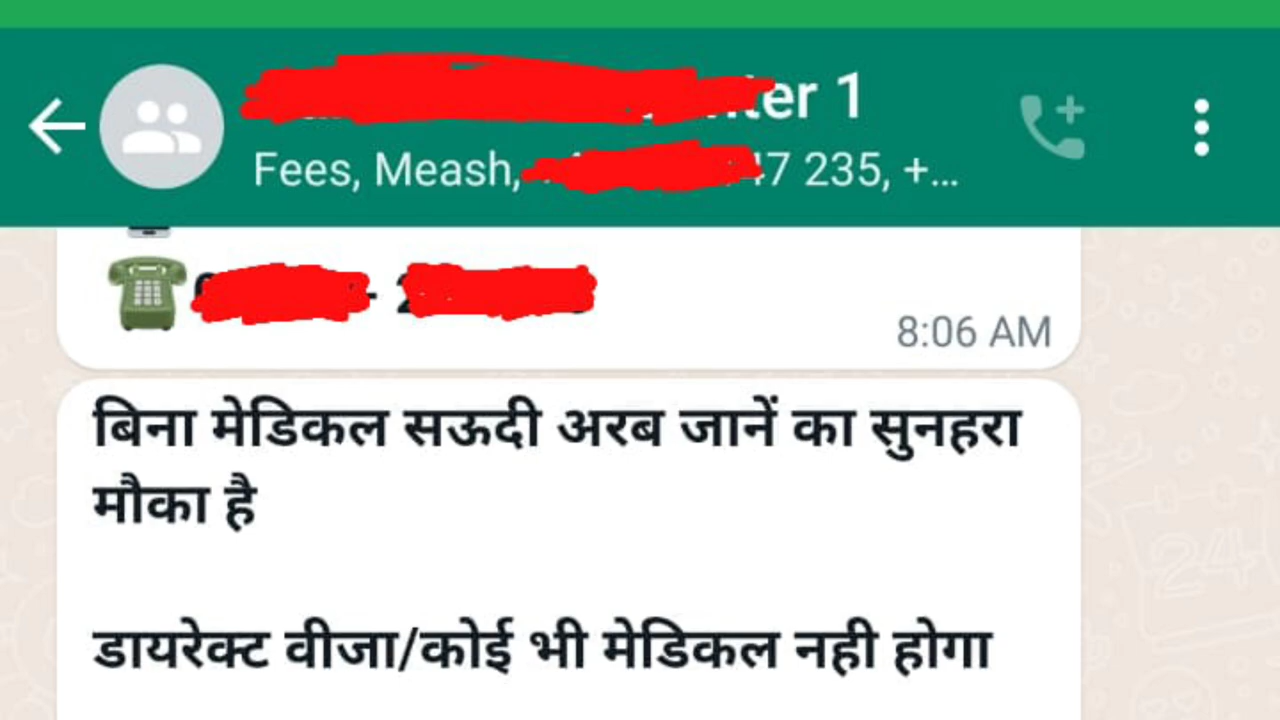 ter 1
Fees, Meash, 47 235, +...
8:06 AM
बिना मेडिकल सऊदी अरब जानें का सुनहरा
मौका है
डायरेक्ट वीजा/कोई भी मेडिकल नही होगा